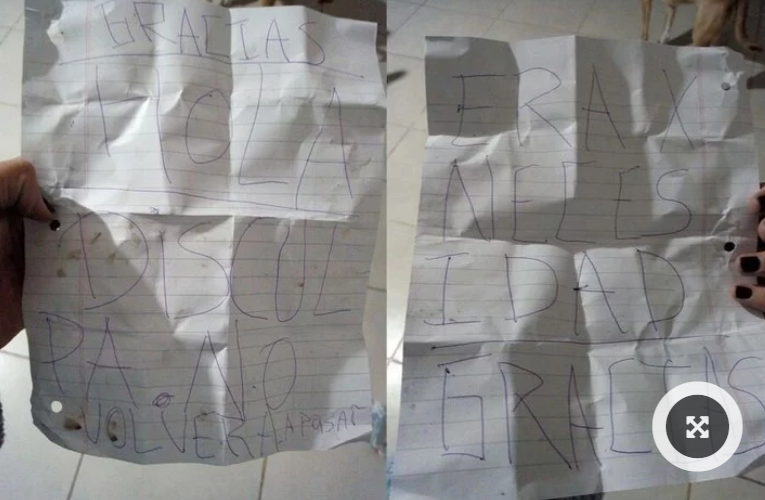 GRACIAS
HOLA
DISCUL
PA. NO
VOLVERA A PASAR
ERA X
NECES
IDAD
GRACIAS